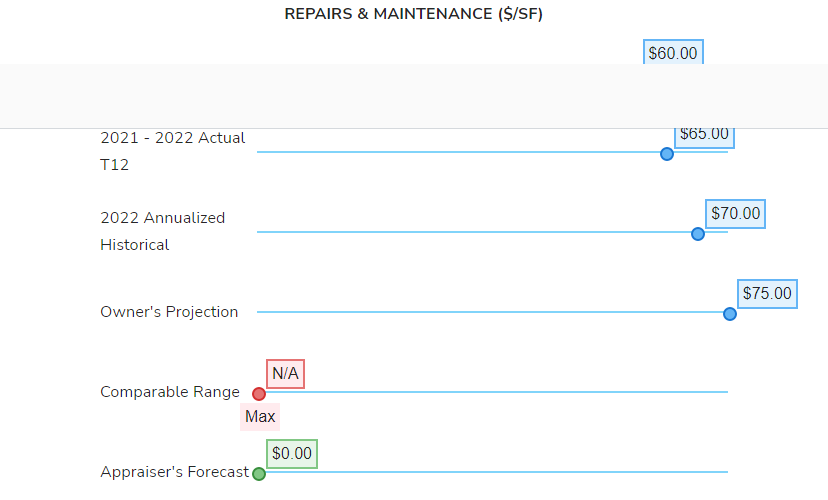 REPAIRS & MAINTENANCE ($/SF)
$60.00
2021 - 2022 Actual
T12
$65.00
2022 Annualized
Historical
$70.00
Owner's Projection
$75.00
Comparable Range
N/A
Max
Appraiser's Forecast
$0.00